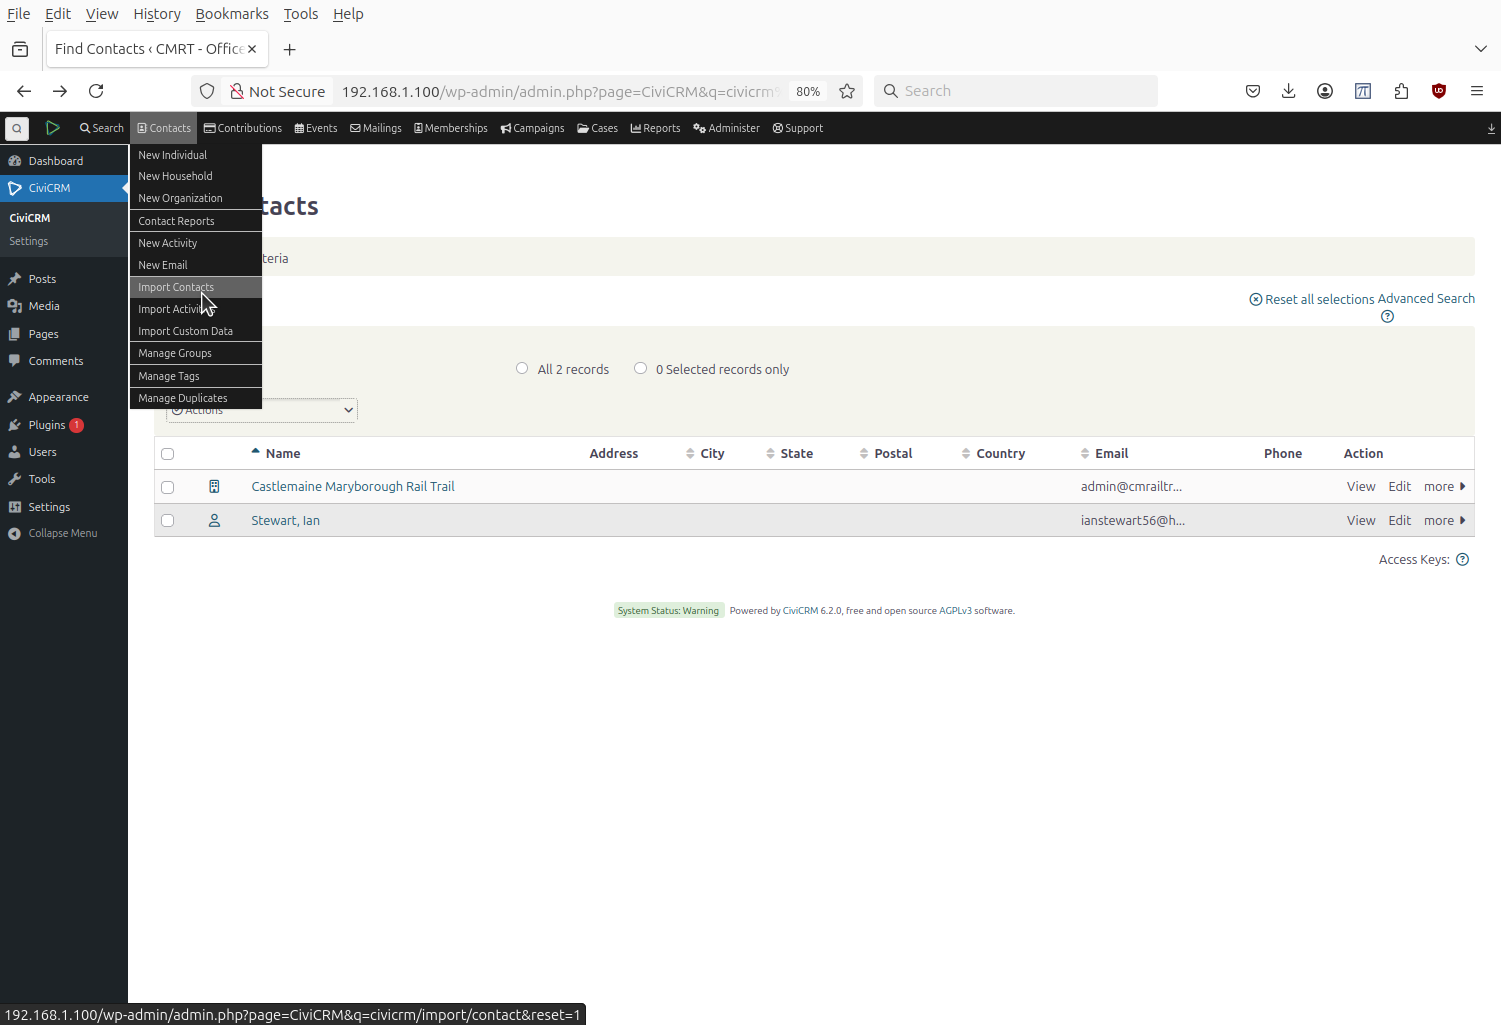 File Edit View History Bookmarks Tools Help
Find Contacts ‹ CMRT - Office
Not Secure 192.168.1.100/wp-admin/admin.php?page=CiviCRM&q=civicrm% 80% Search
Search Contacts Contributions Events Mailings Memberships Campaigns Cases Reports Administer Support
Dashboard
CiviCRM
CiviCRM
Settings
Posts
Media
Pages
Comments
Appearance
Plugins 1
Users
Tools
Settings
Collapse Menu
New Individual
New Household
New Organization
Contact Reports
New Activity
New Email
Import Contacts
Import Activi
Import Custom Data
Manage Groups
Manage Tags
Manage Duplicates
tacts
teria
Reset all selections Advanced Search
All 2 records 0 Selected records only
Actions
Name Address City State Postal Country Email Phone Action
Castlemaine Maryborough Rail Trail admin@cmrailtr... View Edit more
Stewart, Ian ianstewart56@h... View Edit more
Access Keys:
System Status: Warning Powered by CiviCRM 6.2.0, free and open source AGPLv3 software.
192.168.1.100/wp-admin/admin.php?page=CiviCRM&q=civicrm/import/contact&reset=1